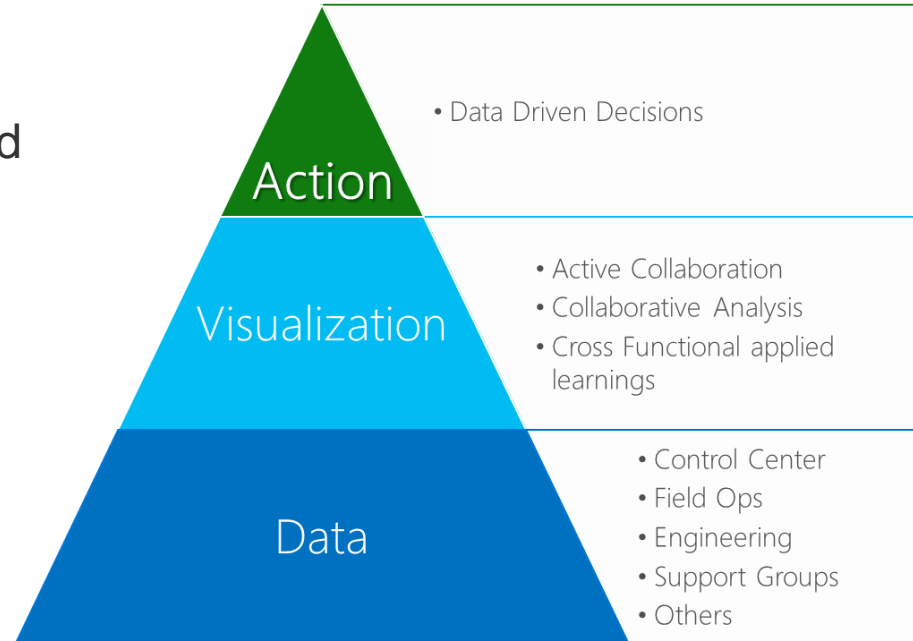 • Data Driven Decisions
Action
• Active Collaboration
• Collaborative Analysis
• Cross Functional applied
learnings
Visualization
• Control Center
• Field Ops
• Engineering
• Support Groups
• Others
Data